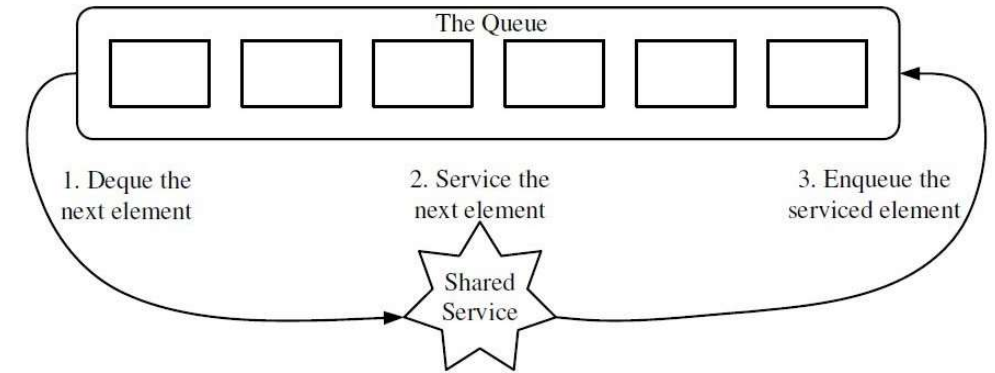 The Queue
1. Deque the
next element
2. Service the
next element
3. Enqueue the
serviced element
Shared
Service